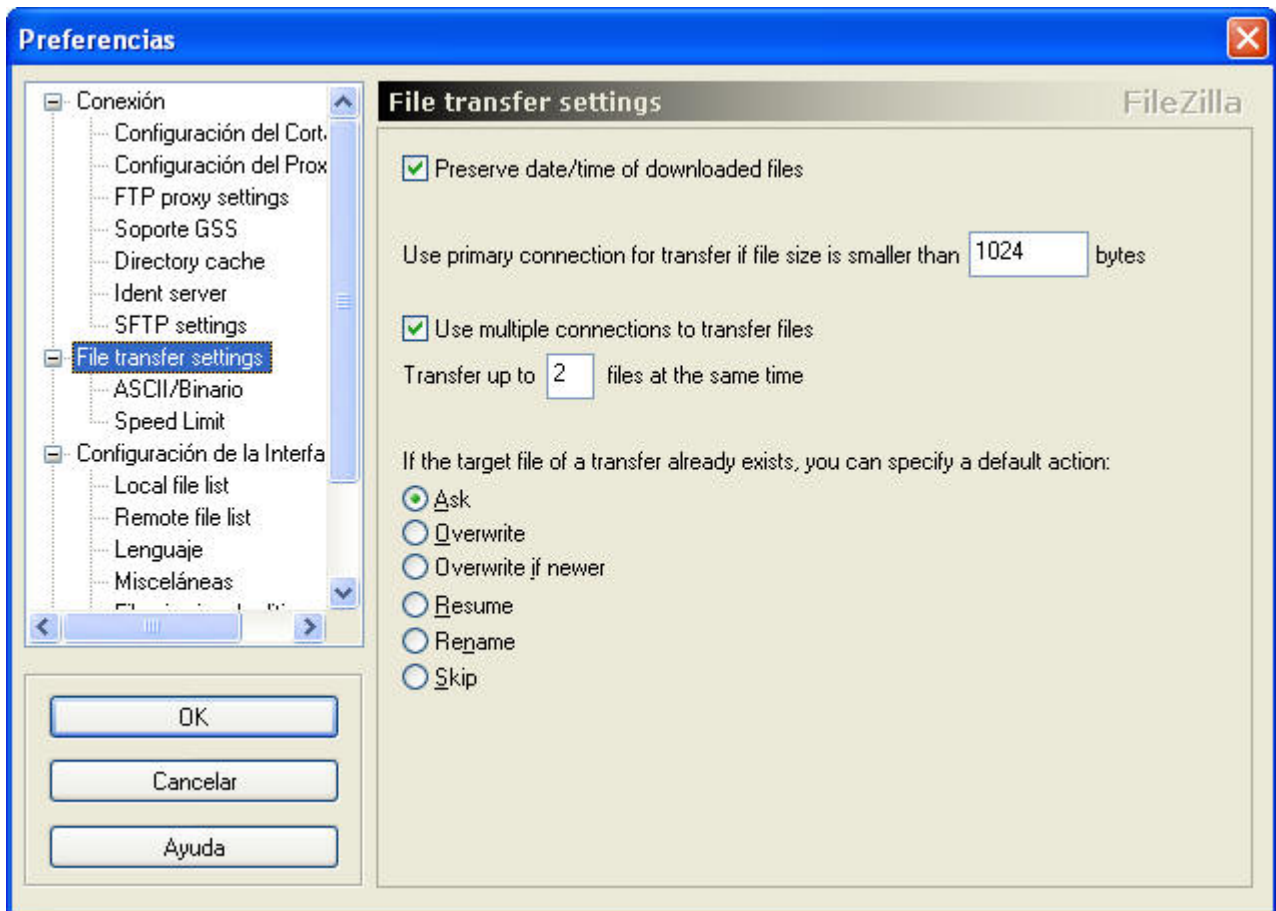 Preferencias
Conexión
Configuración del Cort
Configuración del Prox
FTP proxy settings
Soporte GSS
Directory cache
Ident server
SFTP settings
File transfer settings
ASCII/Binario
Speed Limit
Configuración de la Interfa
Local file list
Remote file list
Lenguaje
Misceláneas
OK
Cancelar
Ayuda
File transfer settings FileZilla
Preserve date/time of downloaded files
Use primary connection for transfer if file size is smaller than 1024 bytes
Use multiple connections to transfer files
Transfer up to 2 files at the same time
If the target file of a transfer already exists, you can specify a default action:
Ask
Overwrite
Overwrite if newer
Resume
Rename
Skip